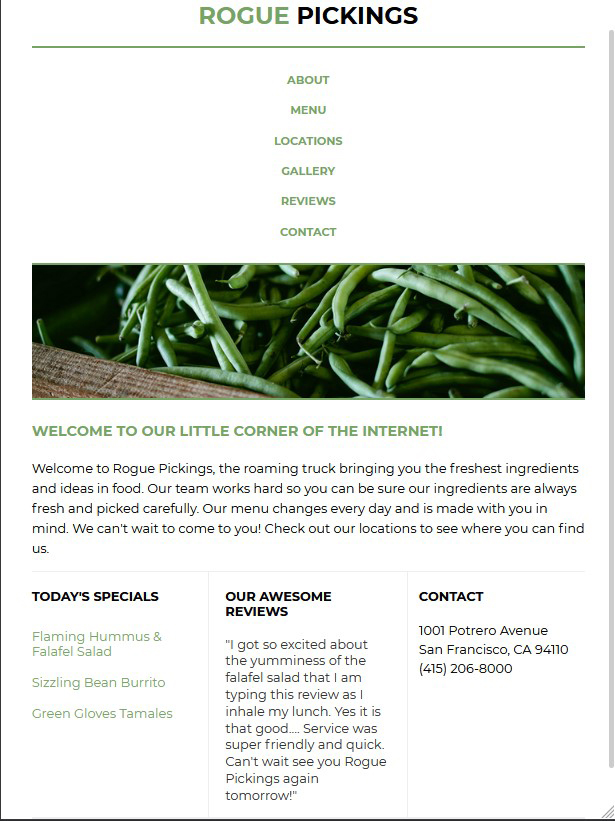 ROGUE PICKINGS
ABOUT
MENU
LOCATIONS
GALLERY
REVIEWS
CONTACT
WELCOME TO OUR LITTLE CORNER OF THE INTERNET!
Welcome to Rogue Pickings, the roaming truck bringing you the freshest ingredients
and ideas in food. Our team works hard so you can be sure our ingredients are always
fresh and picked carefully. Our menu changes every day and is made with you in
mind. We can't wait to come to you! Check out our locations to see where you can find
us.
TODAY'S SPECIALS
Flaming Hummus &
Falafel Salad
Sizzling Bean Burrito
Green Gloves Tamales
OUR AWESOME
REVIEWS
"I got so excited about
the yumminess of the
falafel salad that I am
typing this review as I
inhale my lunch. Yes it is
that good.... Service was
super friendly and quick.
Can't wait see you Rogue
Pickings again
tomorrow!"
CONTACT
1001 Potrero Avenue
San Francisco, CA 94110
(415) 206-8000